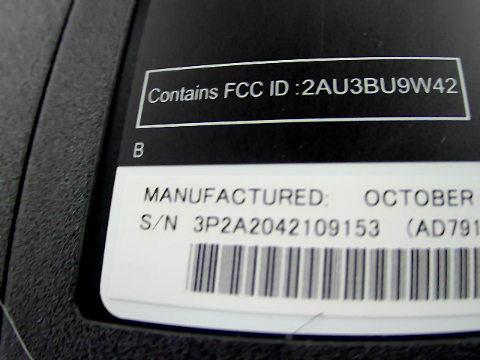 Contains FCC ID :2AU3BU9W42
B
MANUFACTURED: OCTOBER
S/N 3P2A2042109153 (AD791